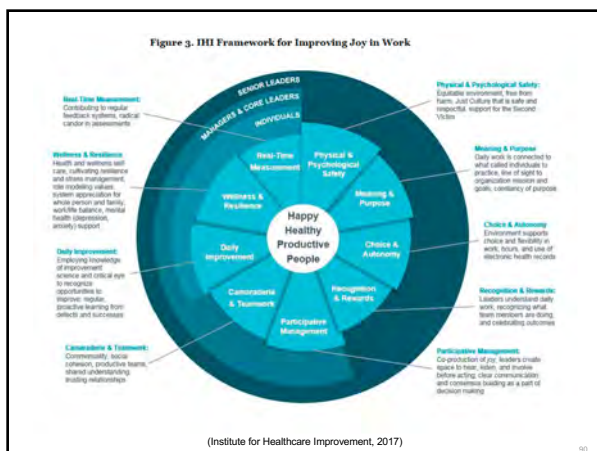 Figure 3. IHI Framework for Improving Joy in Work
SENIOR LEADERS
MANAGERS & CORE LEADERS
INDIVIDUALS
Real-Time Measurement:
Contributing to regular
feedback systems, radical
candor in assessments
Wellness & Resilience:
Health and wellness self-
care, cultivating resilience
and stress management,
role modeling values,
system appreciation for
whole person and family,
work/life balance, mental
health (depression,
anxiety) support
Daily Improvement:
Employing knowledge of
improvement
science and critical eye to
recognize
opportunities to
improve; regular,
proactive learning from
defects and successes
Camaraderie & Teamwork:
Commensality, social
cohesion, productive teams,
shared understanding,
trusting relationships
Physical & Psychological Safety:
Equitable environment, free from
harm, Just Culture that is safe and
respectful, support for the Second
Victim
Meaning & Purpose:
Daily work is connected to
what called individuals to
practice, line of sight to
organization mission and
goals, constancy of purpose
Choice & Autonomy:
Environment supports
choice and flexibility in
work, hours, and use of
electronic health records
Recognition & Rewards:
Leaders understand daily
work, recognizing what
team members are doing,
and celebrating outcomes
Participative Management:
Co-production of joy; leaders create
space to hear, listen, and involve
before acting; clear communication
and consensus building as a part of
decision making
Real-Time
Measurement
Physical &
Psychological
Safety
Wellness &
Resilience
Meaning &
Purpose
Happy
Healthy
Productive
People
Daily
Improvement
Choice &
Autonomy
Camaraderie
& Teamwork
Recognition
& Rewards
Participative
Management
(Institute for Healthcare Improvement, 2017)
90